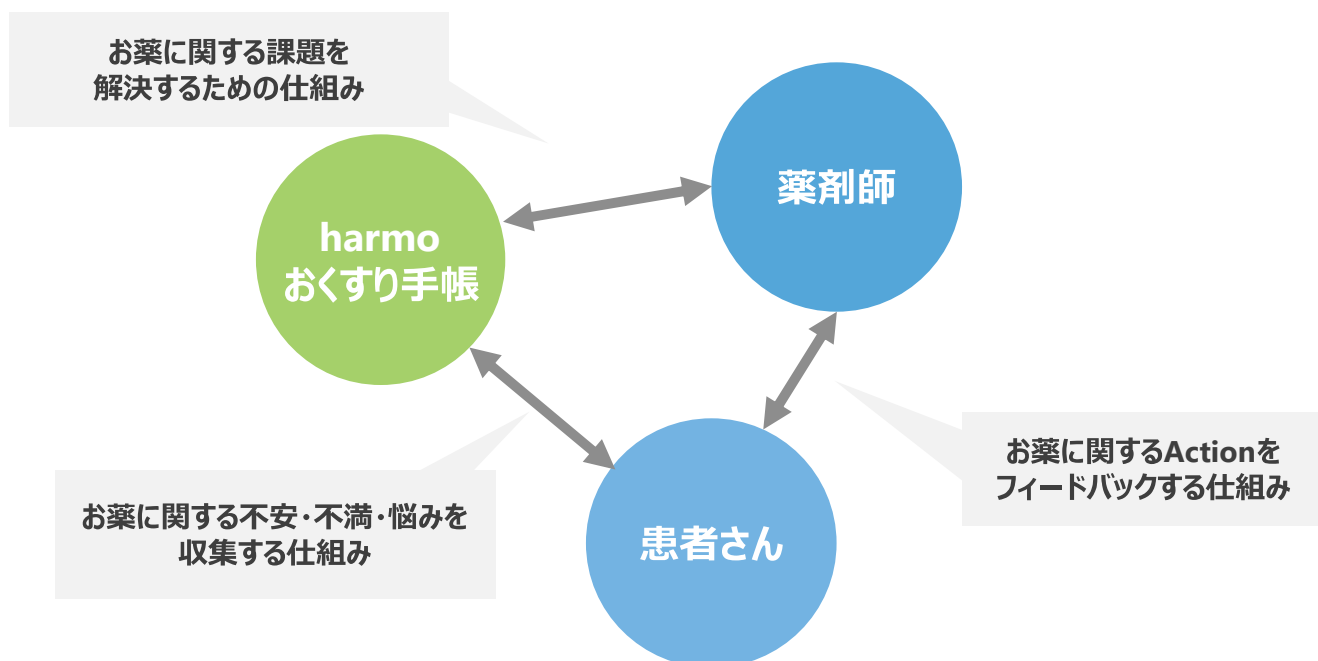 お薬に関する課題を
解決するための仕組み
薬剤師
harmo
おくすり手帳
お薬に関するActionを
フィードバックする仕組み
お薬に関する不安・不満・悩みを
収集する仕組み
患者さん